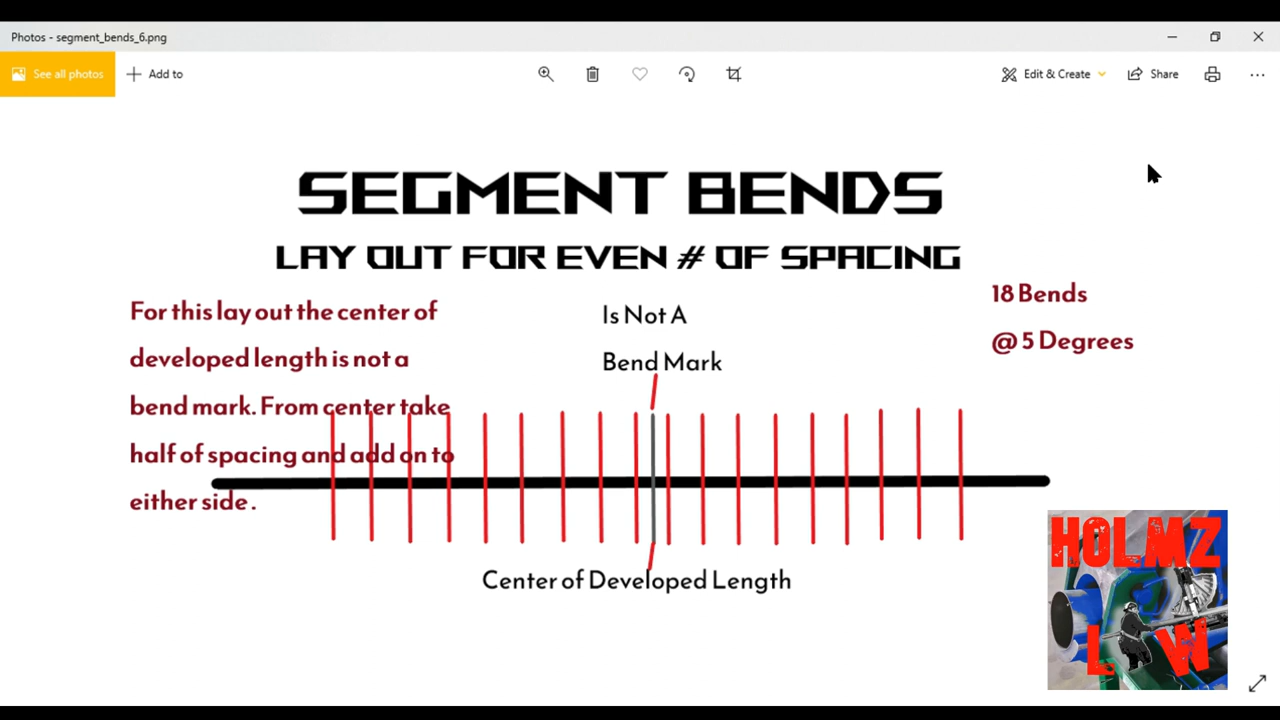 Photos - segment_bends_6.png
See all photos
Add to
Edit & Create
Share
SEGMENT BENDS
LAY OUT FOR EVEN # OF SPACING
For this lay out the center of
developed length is not a
bend mark. From center take
half of spacing and add on to
either side .
Is Not A
Bend Mark
18 Bends
@ 5 Degrees
Center of Developed Length
HOLMZ
LAW